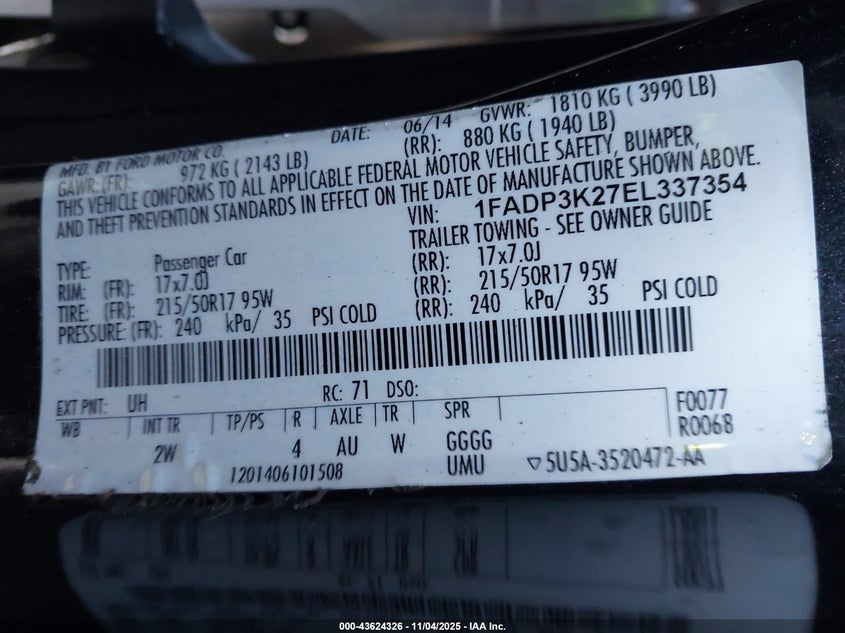 MFD. BY FORD MOTOR CO.
DATE: 06/14 GVWR: 1810 KG ( 3990 LB)
GAWR: (FR): 972 KG ( 2143 LB) (RR): 880 KG ( 1940 LB)
THIS VEHICLE CONFORMS TO ALL APPLICABLE FEDERAL MOTOR VEHICLE SAFETY, BUMPER,
AND THEFT PREVENTION STANDARDS IN EFFECT ON THE DATE OF MANUFACTURE SHOWN ABOVE.
VIN: 1FADP3K27EL337354
TRAILER TOWING - SEE OWNER GUIDE
TYPE: Passenger Car
RIM: (FR): 17x7.0J (RR): 17x7.0J
TIRE: (FR): 215/50R17 95W (RR): 215/50R17 95W
PRESSURE: (FR): 240 kPa/ 35 PSI COLD (RR): 240 kPa/ 35 PSI COLD
EXT PNT: UH RC: 71 DSO:
WB INT TR TP/PS R AXLE TR SPR
F0077
R0068
2W 4 AU W GGGG
UMU
1201406101508
▽5U5A-3520472-AA
000-43624326 - 11/04/2025 - IAA Inc.